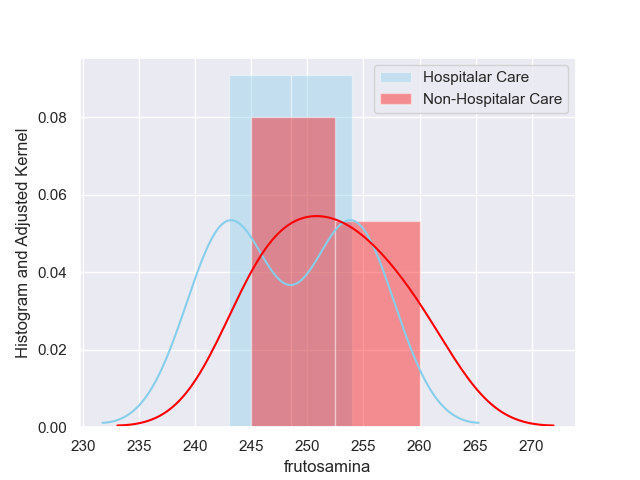 Hospitalar Care
Non-Hospitalar Care
Histogram and Adjusted Kernel
0.08
0.06
0.04
0.02
0.00
230 235 240 245 250 255 260 265 270
frutosamina